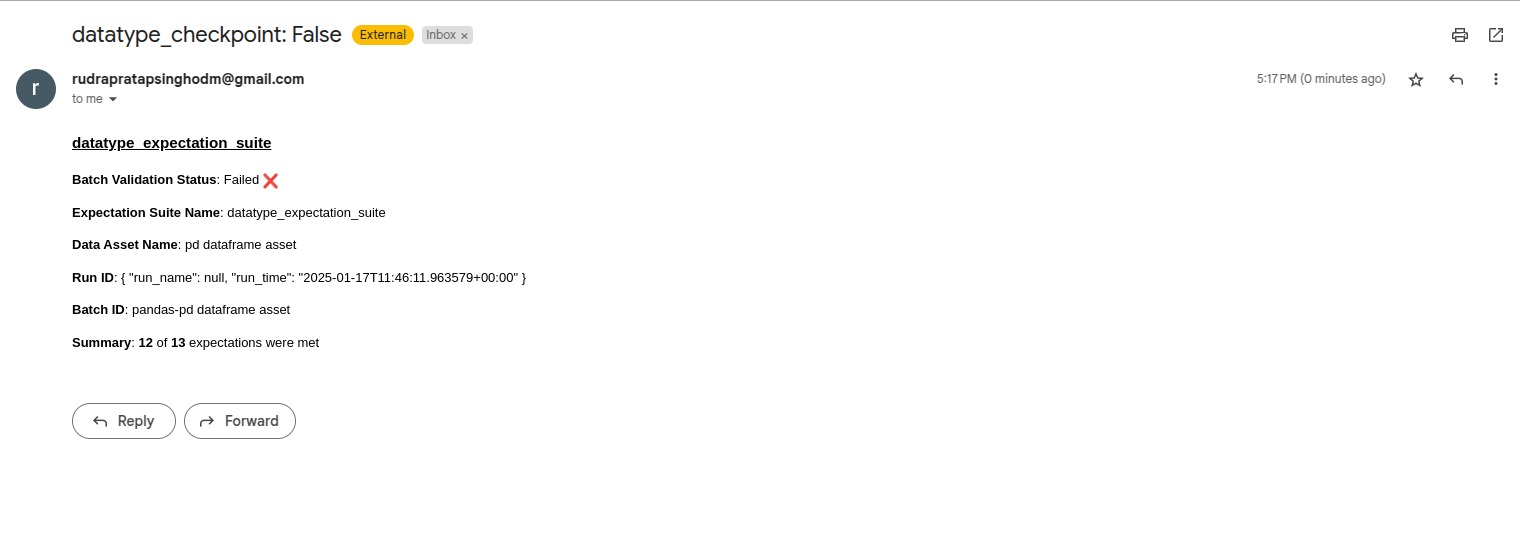 datatype_checkpoint: False External Inbox ×
r
rudrapratapsinghodm@gmail.com 5:17 PM (0 minutes ago)
to me
datatype_expectation_suite
Batch Validation Status: Failed ❌
Expectation Suite Name: datatype_expectation_suite
Data Asset Name: pd dataframe asset
Run ID: { "run_name": null, "run_time": "2025-01-17T11:46:11.963579+00:00" }
Batch ID: pandas-pd dataframe asset
Summary: 12 of 13 expectations were met
Reply Forward